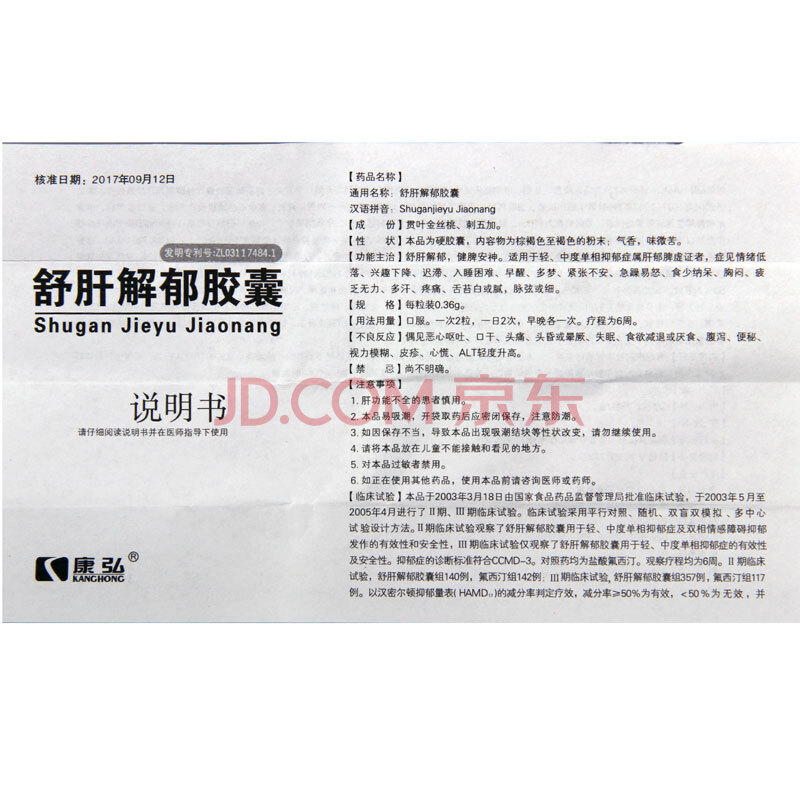 核准日期：2017年09月12日
发明专利号:ZL03117484.1
舒肝解郁胶囊
Shugan Jieyu Jiaonang
说明书
请仔细阅读说明书并在医师指导下使用
康弘®
KANGHONG
【药品名称】
通用名称：舒肝解郁胶囊
汉语拼音：Shuganjieyu Jiaonang
【成　份】贯叶金丝桃、刺五加。
【性　状】本品为硬胶囊，内容物为棕褐色至褐色的粉末；气香，味微苦。
【功能主治】舒肝解郁，健脾安神。适用于轻、中度单相抑郁症属肝郁脾虚证者，症见情绪低
落、兴趣下降、迟滞、入睡困难、早醒、多梦、紧张不安、急躁易怒、食少纳呆、胸闷、疲
乏无力、多汗、疼痛、舌苔白或腻，脉弦或细。
【规　格】每粒装0.36g。
【用法用量】口服。一次2粒，一日2次，早晚各一次。疗程为6周。
【不良反应】偶见恶心呕吐、口干、头痛、头昏或晕厥、失眠、食欲减退或厌食、腹泻、便秘、
视力模糊、皮疹、心慌、ALT轻度升高。
【禁　忌】尚不明确。
【注意事项】
1. 肝功能不全的患者慎用。
2. 本品易吸潮，开袋取药后应密闭保存，注意防潮。
3. 如因保存不当，导致本品出现吸潮结块等性状改变，请勿继续使用。
4. 请将本品放在儿童不能接触和看见的地方。
5. 对本品过敏者禁用。
6. 如正在使用其他药品，使用本品前请咨询医师或药师。
【临床试验】本品于2003年3月18日由国家食品药品监督管理局批准临床试验，于2003年5月至
2005年4月进行了Ⅱ期、Ⅲ期临床试验。临床试验采用平行对照、随机、双盲双模拟、多中心
试验设计方法。Ⅱ期临床试验观察了舒肝解郁胶囊用于轻、中度单相抑郁症及双相情感障碍抑郁
发作的有效性和安全性，Ⅲ期临床试验仅观察了舒肝解郁胶囊用于轻、中度单相抑郁症的有效性
及安全性。抑郁症的诊断标准符合CCMD-3。对照药均为盐酸氟西汀。观察疗程均为6周。Ⅱ期临床
试验，舒肝解郁胶囊组140例，氟西汀组142例；Ⅲ期临床试验，舒肝解郁胶囊组357例，氟西汀组117
例。以汉密尔顿抑郁量表(HAMD₁₇)的减分率判定疗效，减分率≥50%为有效，<50%为无效，并
JD.COM 京东